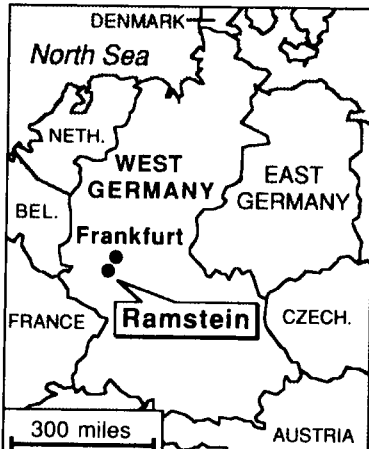 DENMARK
North Sea
NETH.
WEST
GERMANY
EAST
GERMANY
BEL.
Frankfurt
FRANCE
Ramstein
CZECH.
300 miles
AUSTRIA